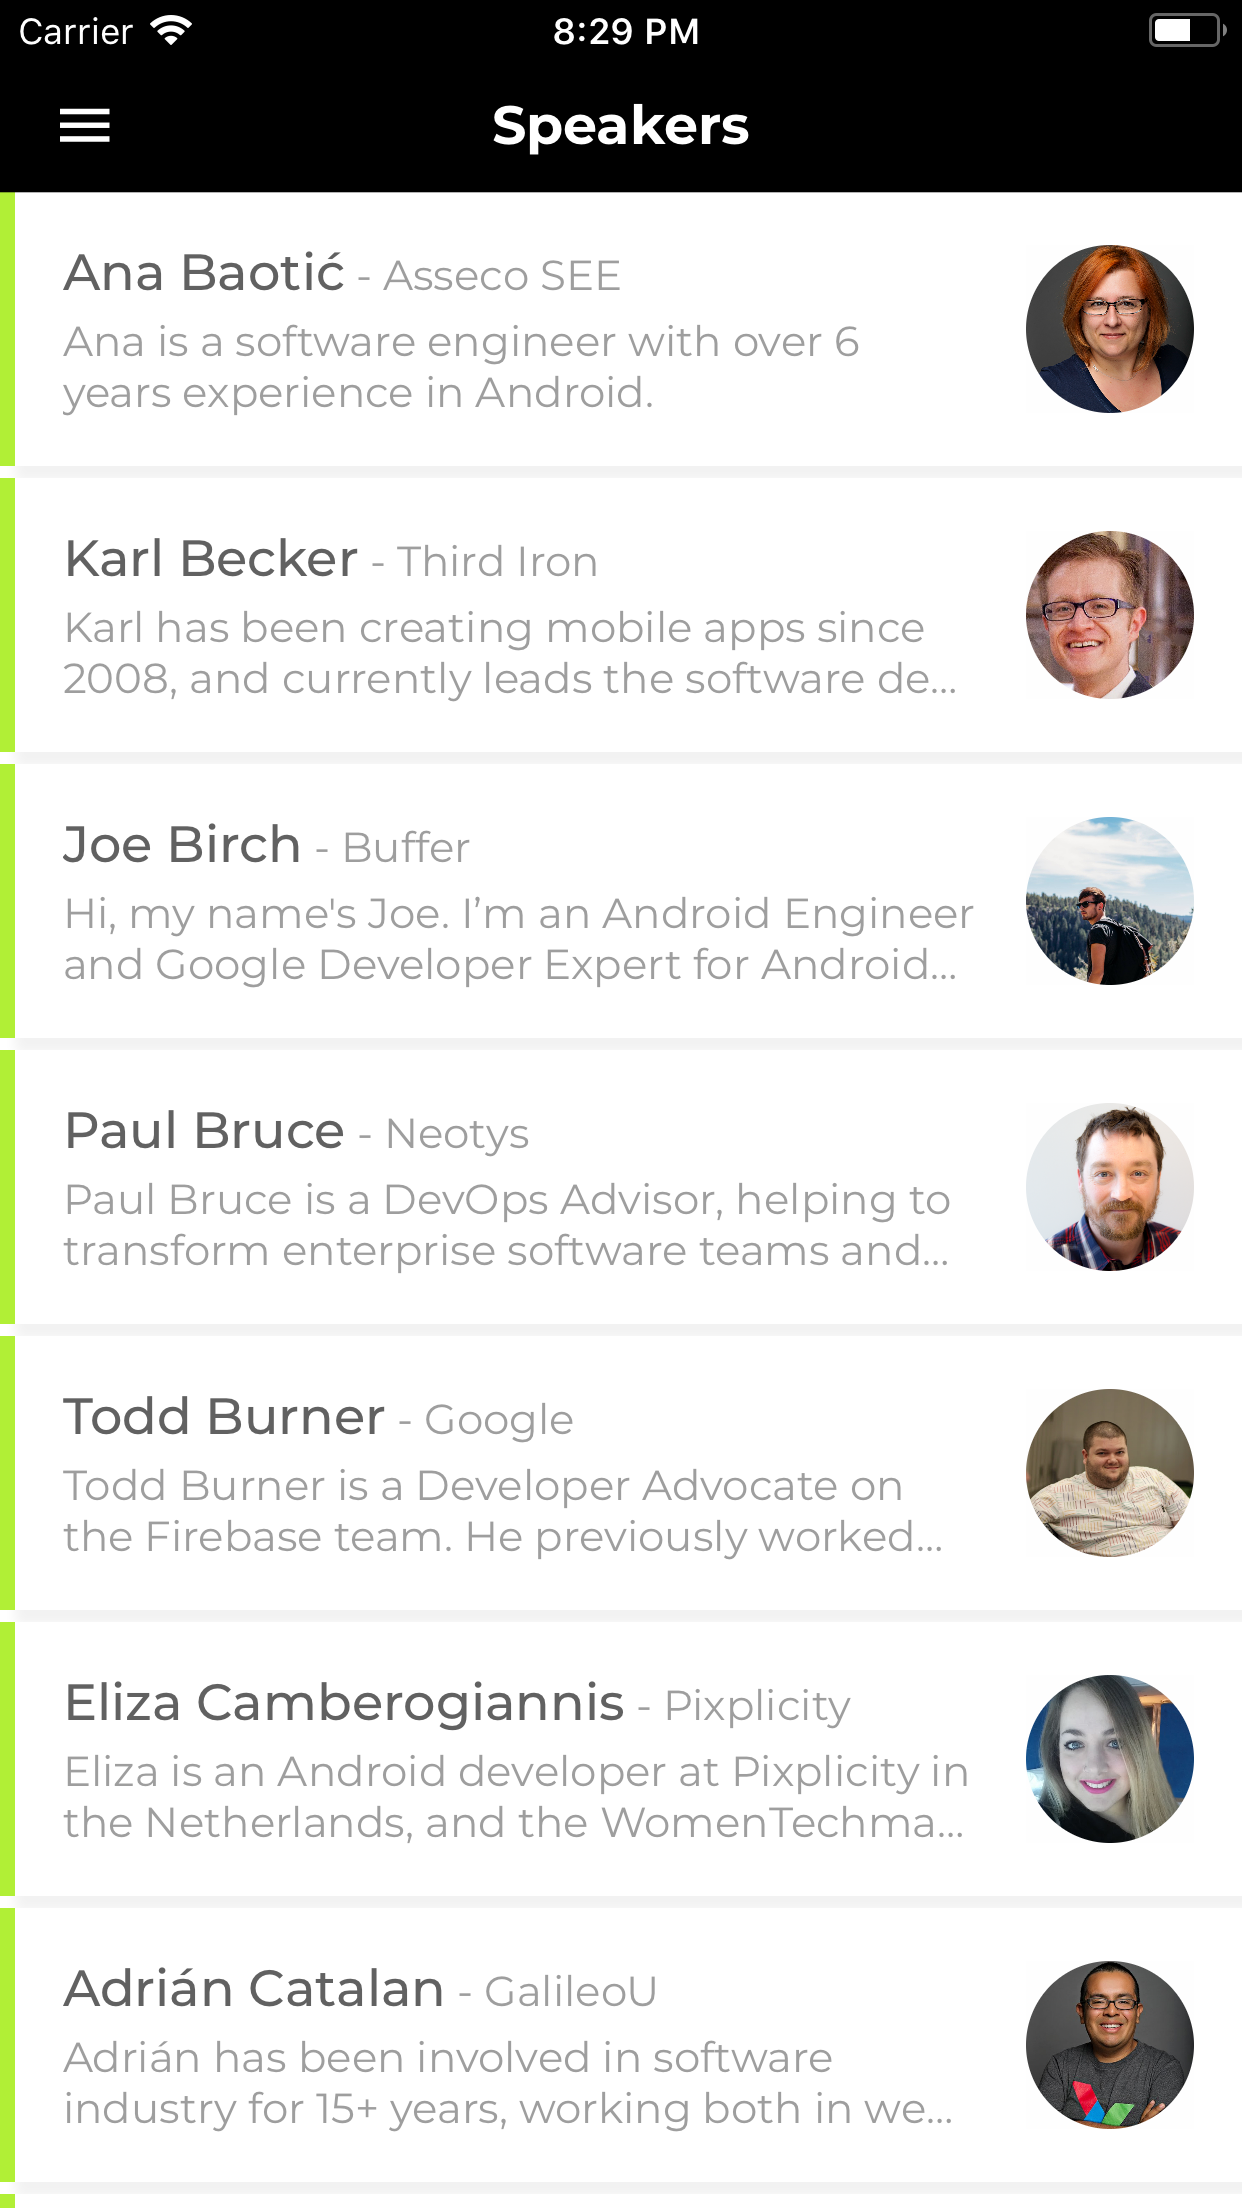 Carrier 8:29 PM
Speakers
Ana Baotić - Asseco SEE
Ana is a software engineer with over 6
years experience in Android.
Karl Becker - Third Iron
Karl has been creating mobile apps since
2008, and currently leads the software de...
Joe Birch - Buffer
Hi, my name's Joe. I’m an Android Engineer
and Google Developer Expert for Android...
Paul Bruce - Neotys
Paul Bruce is a DevOps Advisor, helping to
transform enterprise software teams and...
Todd Burner - Google
Todd Burner is a Developer Advocate on
the Firebase team. He previously worked...
Eliza Camberogiannis - Pixplicity
Eliza is an Android developer at Pixplicity in
the Netherlands, and the WomenTechma...
Adrián Catalan - GalileoU
Adrián has been involved in software
industry for 15+ years, working both in we...